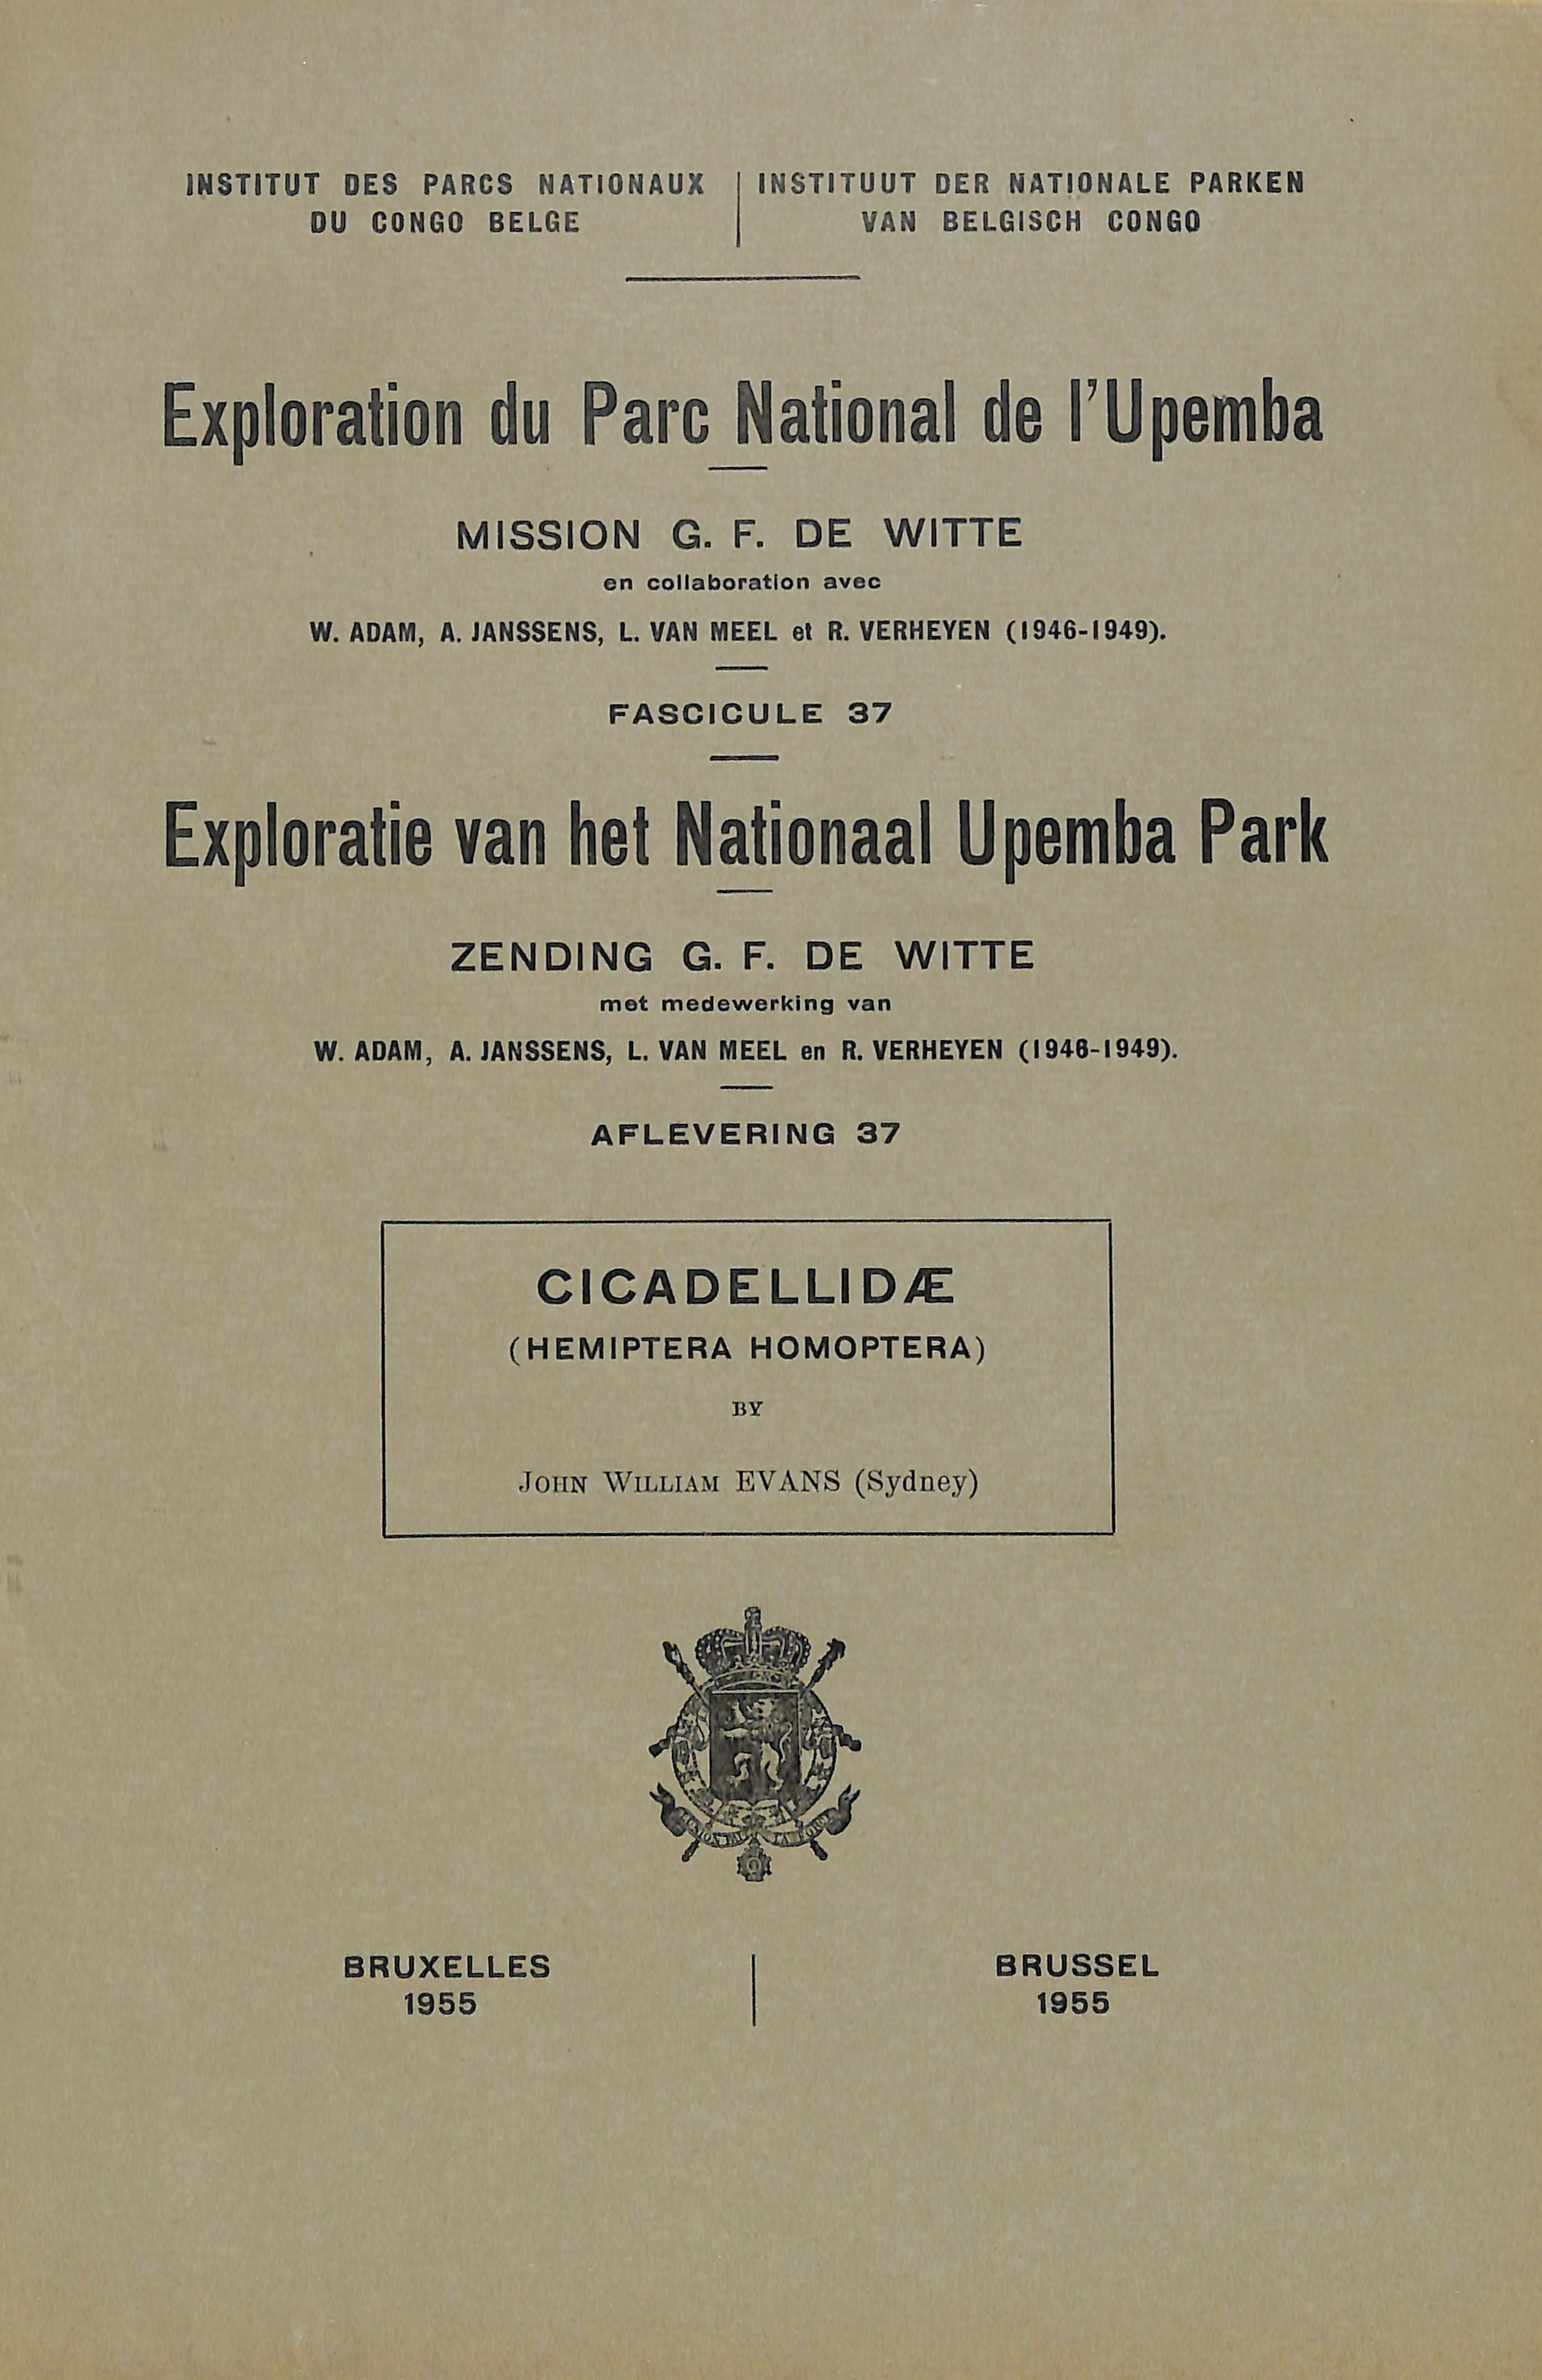 INSTITUT DES PARCS NATIONAUX
DU CONGO BELGE
INSTITUUT DER NATIONALE PARKEN
VAN BELGISCH CONGO
Exploration du Parc National de l'Upemba
MISSION G. F. DE WITTE
en collaboration avec
W. ADAM, A. JANSSENS, L. VAN MEEL et R. VERHEYEN (1946-1949).
FASCICULE 37
Exploratie van het Nationaal Upemba Park
ZENDING G. F. DE WITTE
met medewerking van
W. ADAM, A. JANSSENS, L. VAN MEEL en R. VERHEYEN (1946-1949).
AFLEVERING 37
CICADELLIDÆ
(HEMIPTERA HOMOPTERA)
BY
JOHN WILLIAM EVANS (Sydney)
BRUXELLES
1955
BRUSSEL
1955